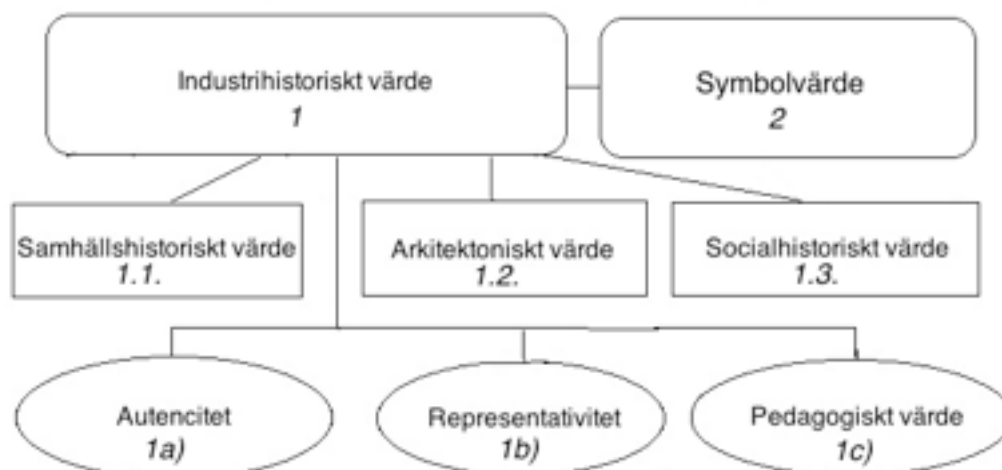 Industrihistoriskt värde
1
Symbolvärde
2
Samhällshistoriskt värde
1.1.
Arkitektoniskt värde
1.2.
Socialhistoriskt värde
1.3.
Autencitet
1a)
Representativitet
1b)
Pedagogiskt värde
1c)